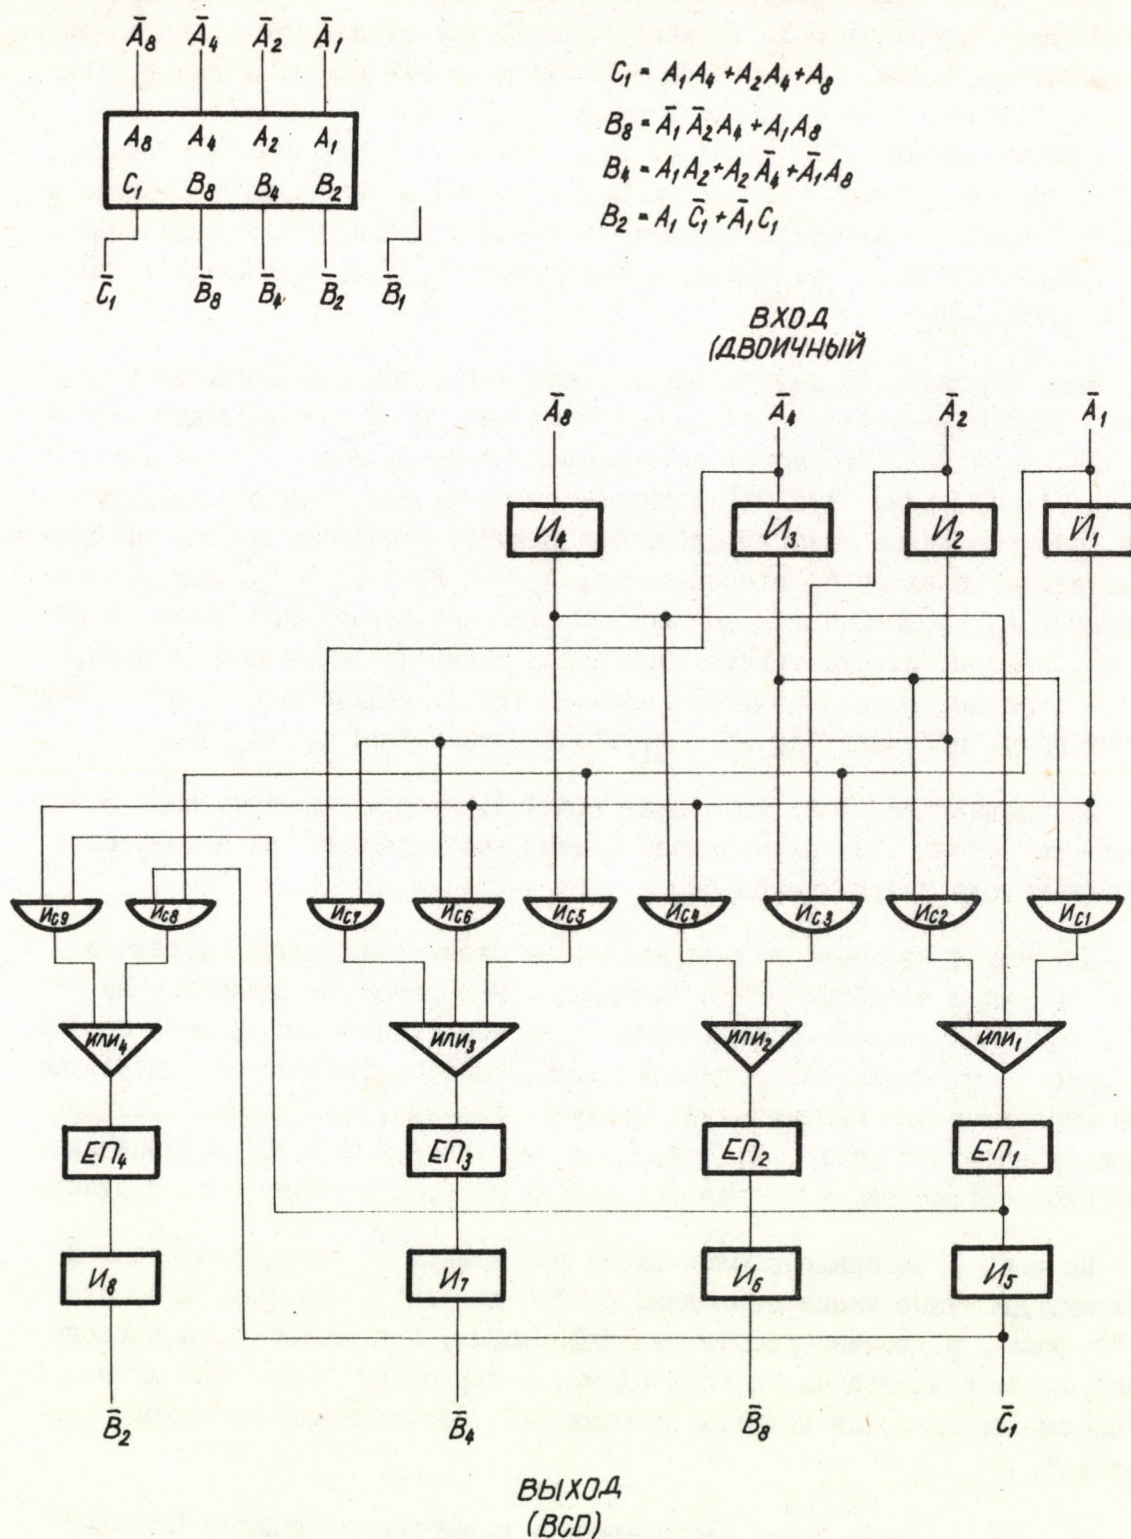 Ā₈ Ā₄ Ā₂ Ā₁
A₈ A₄ A₂ A₁
C₁ B₈ B₄ B₂
C̄₁ B̄₈ B̄₄ B̄₂ B̄₁
C₁ = A₁A₄ + A₂A₄ + A₈
B₈ = Ā₁ Ā₂A₄ + A₁A₈
B₄ = A₁A₂ + A₂Ā₄ + Ā₁A₈
B₂ = A₁ C̄₁ + Ā₁C₁
ВХОД
(ДВОИЧНЫЙ
Ā₈ Ā₄ Ā₂ Ā₁
И₄ И₃ И₂ И₁
Ис9 Ис8 Ис7 Ис6 Ис5 Ис4 Ис3 Ис2 Ис1
ИЛИ₄ ИЛИ₃ ИЛИ₂ ИЛИ₁
ЕП₄ ЕП₃ ЕП₂ ЕП₁
И₈ И₇ И₆ И₅
B̄₂ B̄₄ B̄₈ C̄₁
ВЫХОД
(BCD)